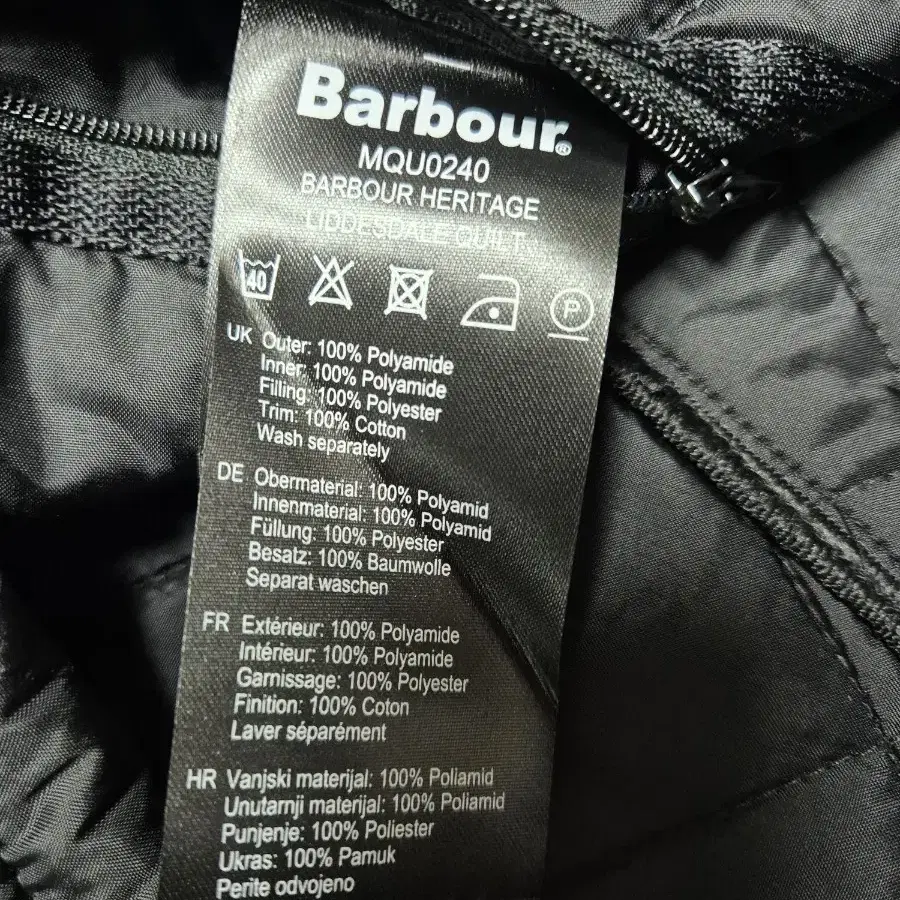 Barbour®
MQU0240
BARBOUR HERITAGE
LIDDESDALE QUILT
40
P
UK Outer: 100% Polyamide
Inner: 100% Polyamide
Filling: 100% Polyester
Trim: 100% Cotton
Wash separately
DE Obermaterial: 100% Polyamid
Innenmaterial: 100% Polyamid
Füllung: 100% Polyester
Besatz: 100% Baumwolle
Separat waschen
FR Extérieur: 100% Polyamide
Intérieur: 100% Polyamide
Garnissage: 100% Polyester
Finition: 100% Coton
Laver séparément
HR Vanjski materijal: 100% Poliamid
Unutarnji materijal: 100% Poliamid
Punjenje: 100% Poliester
Ukras: 100% Pamuk
Perite odvojeno